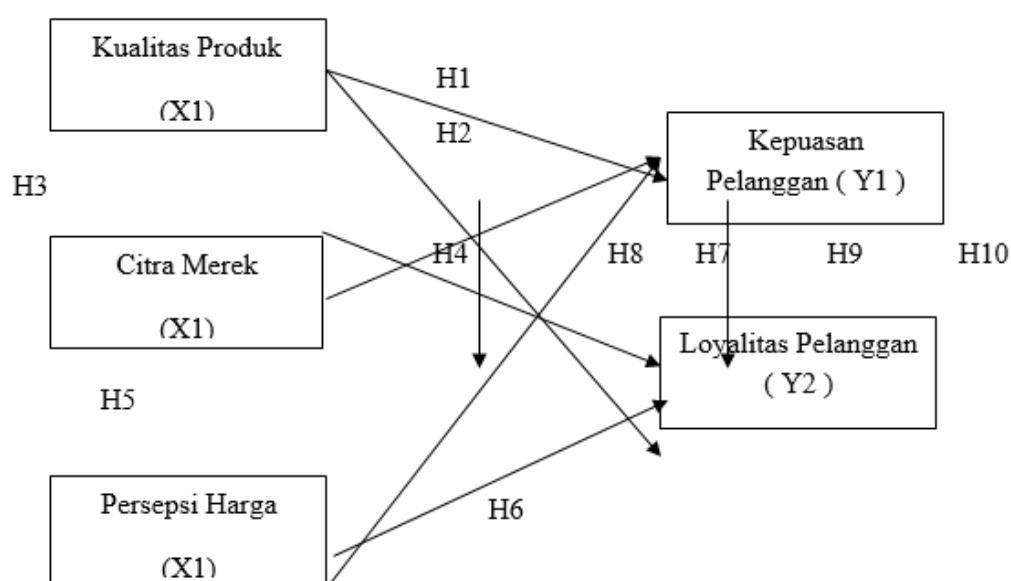 Kualitas Produk
(X1)
H1
H2
Kepuasan
Pelanggan ( Y1 )
H3
Citra Merek
(X1)
H4
H8
H7
H9
H10
Loyalitas Pelanggan
( Y2 )
H5
Persepsi Harga
(X1)
H6